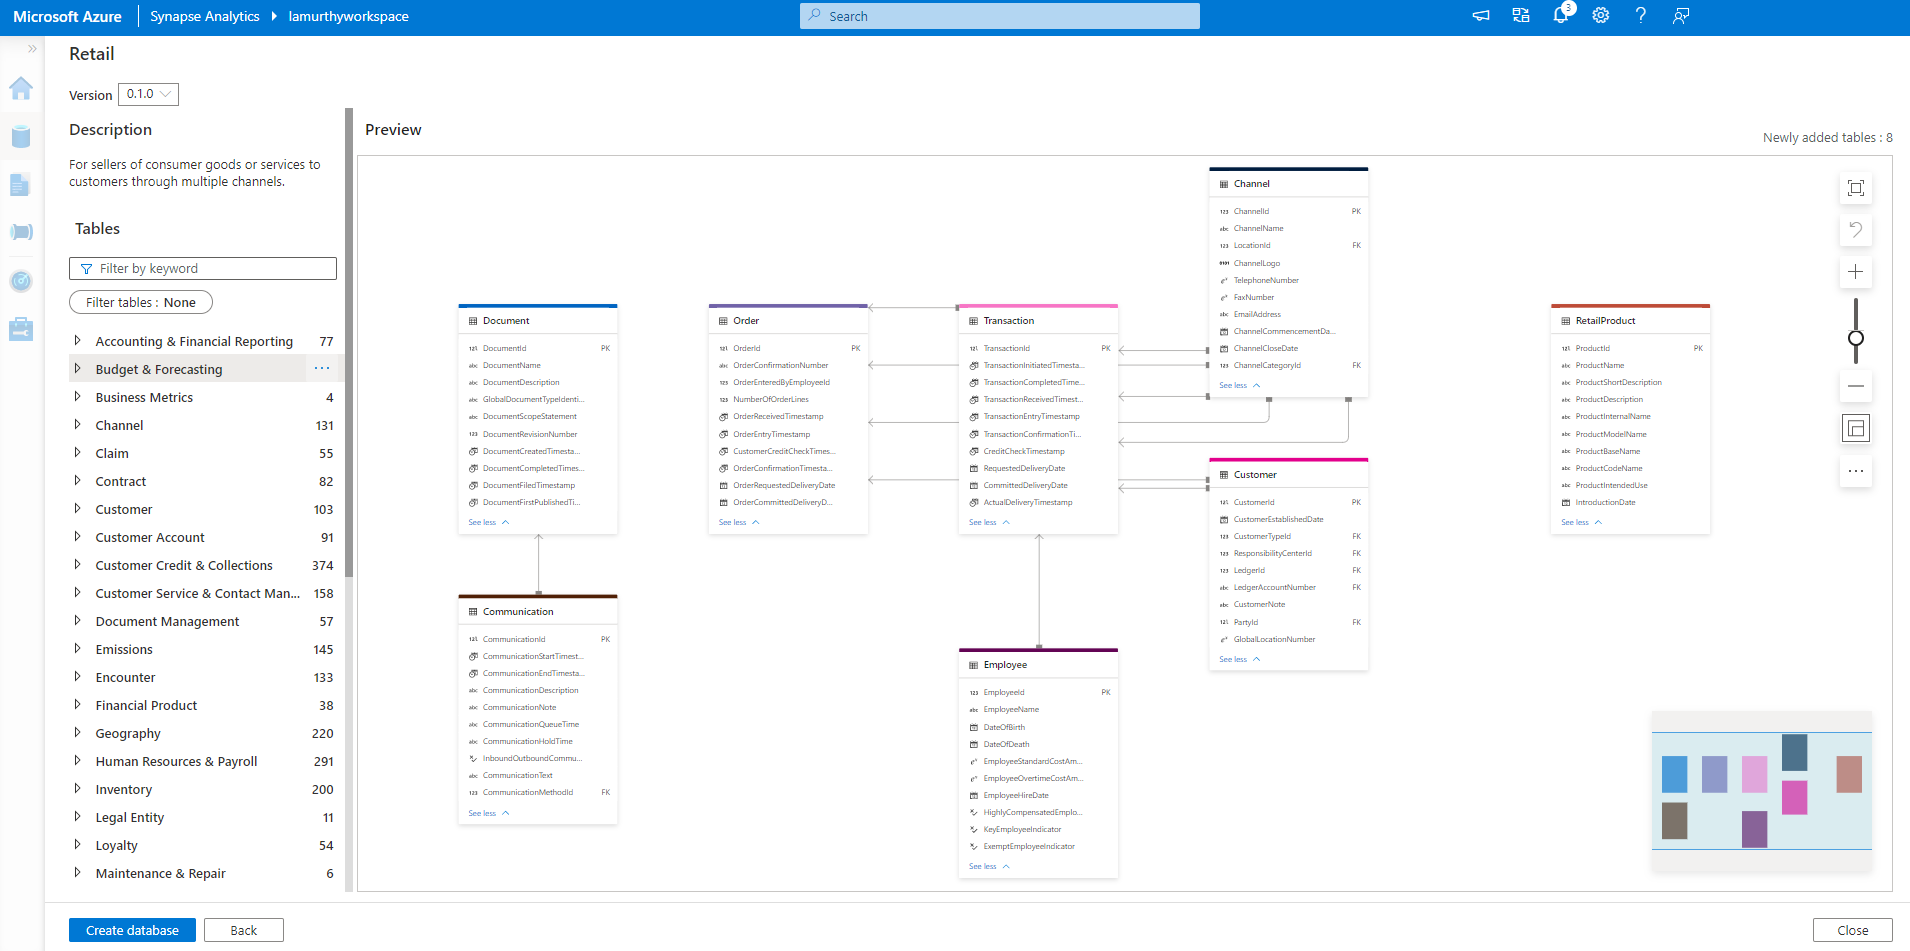 Microsoft Azure
Synapse Analytics
lamurthyworkspace
Search
3
Retail
Version
0.1.0
Description
For sellers of consumer goods or services to
customers through multiple channels.
Tables
Filter by keyword
Filter tables : None
Accounting & Financial Reporting 77
Budget & Forecasting ...
Business Metrics 4
Channel 131
Claim 55
Contract 82
Customer 103
Customer Account 91
Customer Credit & Collections 374
Customer Service & Contact Man... 158
Document Management 57
Emissions 145
Encounter 133
Financial Product 38
Geography 220
Human Resources & Payroll 291
Inventory 200
Legal Entity 11
Loyalty 54
Maintenance & Repair 6
Preview
Newly added tables : 8
Document
DocumentId PK
DocumentName
DocumentDescription
GlobalDocumentTypeIdenti...
DocumentScopeStatement
DocumentRevisionNumber
DocumentCreatedTimesta...
DocumentCompletedTimes...
DocumentFiledTimestamp
DocumentFirstPublishedTi...
See less
Communication
CommunicationId PK
CommunicationStartTimest...
CommunicationEndTimesta...
CommunicationDescription
CommunicationNote
CommunicationQueueTime
CommunicationHoldTime
InboundOutboundCommu...
CommunicationText
CommunicationMethodId FK
See less
Order
OrderId PK
OrderConfirmationNumber
OrderEnteredByEmployeeId
NumberOfOrderLines
OrderReceivedTimestamp
OrderEntryTimestamp
CustomerCreditCheckTimes...
OrderConfirmationTimesta...
OrderRequestedDeliveryDate
OrderCommittedDeliveryD...
See less
Transaction
TransactionId PK
TransactionInitiatedTimesta...
TransactionCompletedTime...
TransactionReceivedTimest...
TransactionEntryTimestamp
TransactionConfirmationTi...
CreditCheckTimestamp
RequestedDeliveryDate
CommittedDeliveryDate
ActualDeliveryTimestamp
See less
Employee
EmployeeId PK
EmployeeName
DateOfBirth
DateOfDeath
EmployeeStandardCostAm...
EmployeeOvertimeCostAm...
EmployeeHireDate
HighlyCompensatedEmplo...
KeyEmployeeIndicator
ExemptEmployeeIndicator
See less
Channel
ChannelId PK
ChannelName
LocationId FK
ChannelLogo
TelephoneNumber
FaxNumber
EmailAddress
ChannelCommencementDa...
ChannelCloseDate
ChannelCategoryId FK
See less
Customer
CustomerId PK
CustomerEstablishedDate
CustomerTypeId FK
ResponsibilityCenterId FK
LedgerId FK
LedgerAccountNumber FK
CustomerNote
PartyId FK
GlobalLocationNumber
See less
RetailProduct
ProductId PK
ProductName
ProductShortDescription
ProductDescription
ProductInternalName
ProductModelName
ProductBaseName
ProductCodeName
ProductIntendedUse
IntroductionDate
See less
Create database
Back
Close